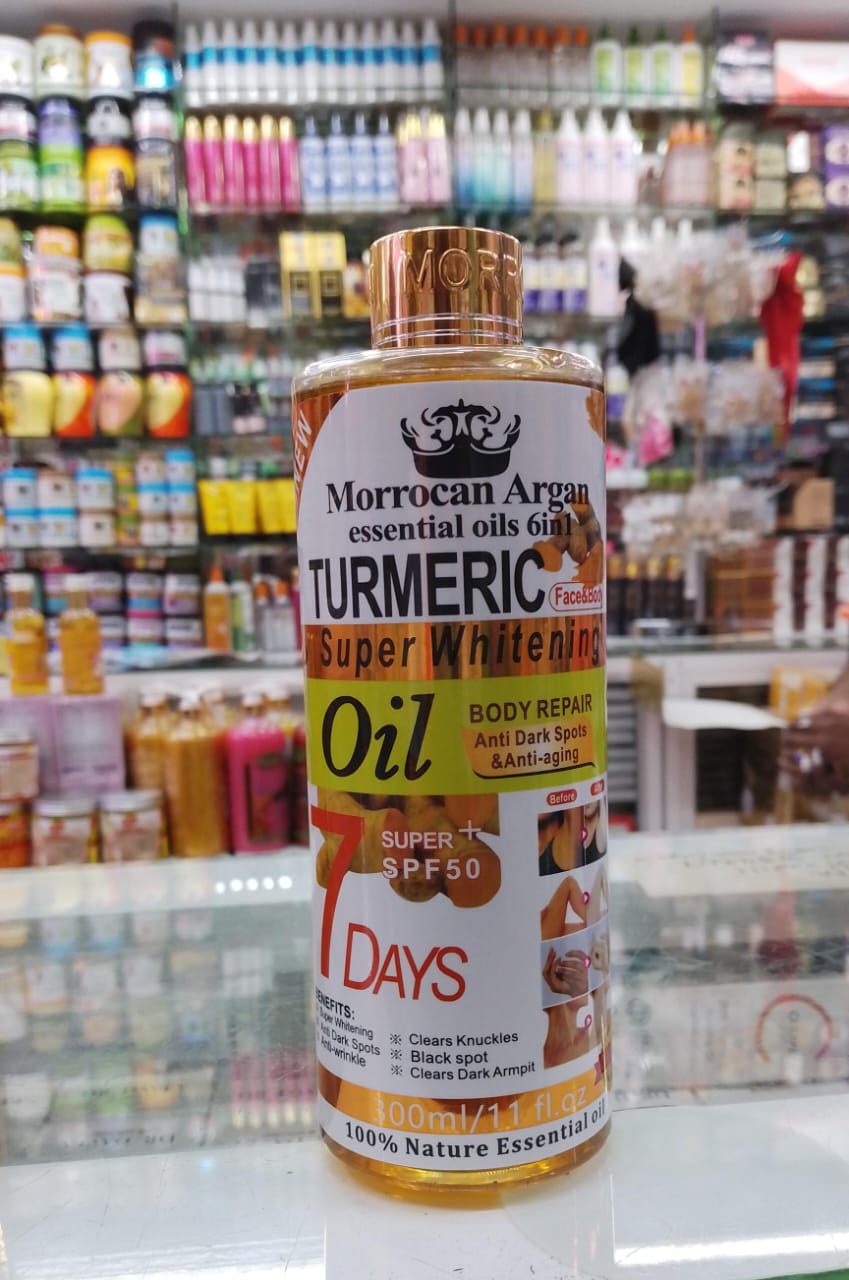 MORR
NEW
Morrocan Argan
essential oils 6in1
TURMERIC
Face&Body
Super Whitening
Oil
BODY REPAIR
Anti Dark Spots
&Anti-aging
Before
7
DAYS
SUPER+
SPF50
BENEFITS:
Super Whitening
Anti Dark Spots
Anti-wrinkle
※ Clears Knuckles
※ Black spot
※ Clears Dark Armpit
300ml/11 fl.oz
100% Nature Essential oil